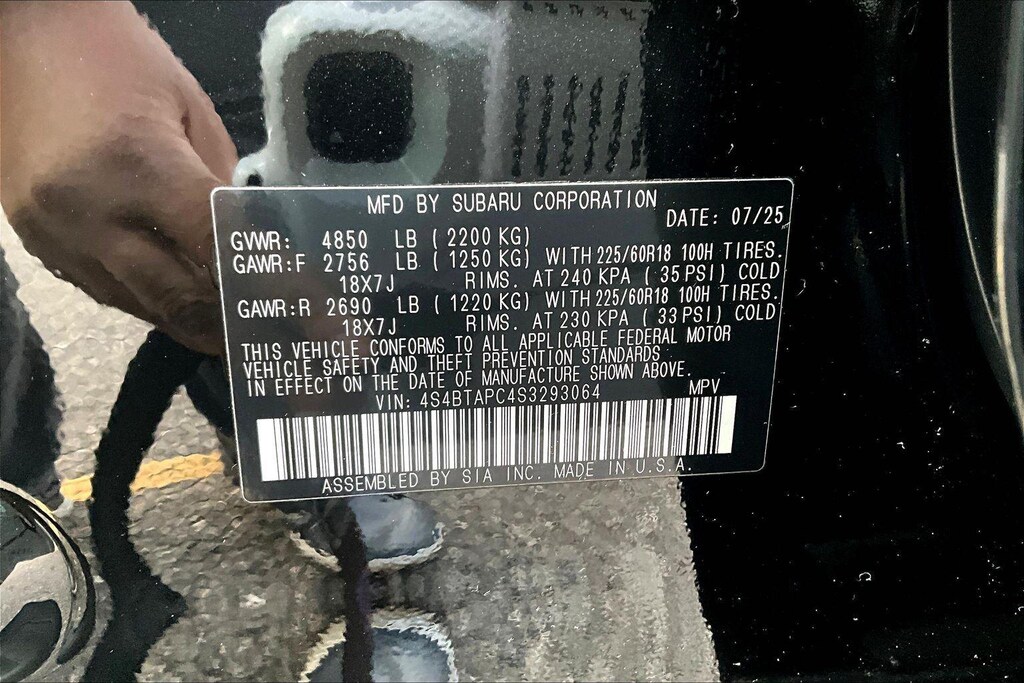 MFD BY SUBARU CORPORATION
DATE: 07/25
GVWR: 4850 LB (2200 KG)
GAWR:F 2756 LB (1250 KG) WITH 225/60R18 100H TIRES.
18X7J RIMS. AT 240 KPA (35 PSI) COLD
GAWR:R 2690 LB (1220 KG) WITH 225/60R18 100H TIRES.
18X7J RIMS. AT 230 KPA (33 PSI) COLD
THIS VEHICLE CONFORMS TO ALL APPLICABLE FEDERAL MOTOR
VEHICLE SAFETY AND THEFT PREVENTION STANDARDS
IN EFFECT ON THE DATE OF MANUFACTURE SHOWN ABOVE.
VIN: 4S4BTAPC4S3293064 MPV
ASSEMBLED BY SIA INC. MADE IN U.S.A.